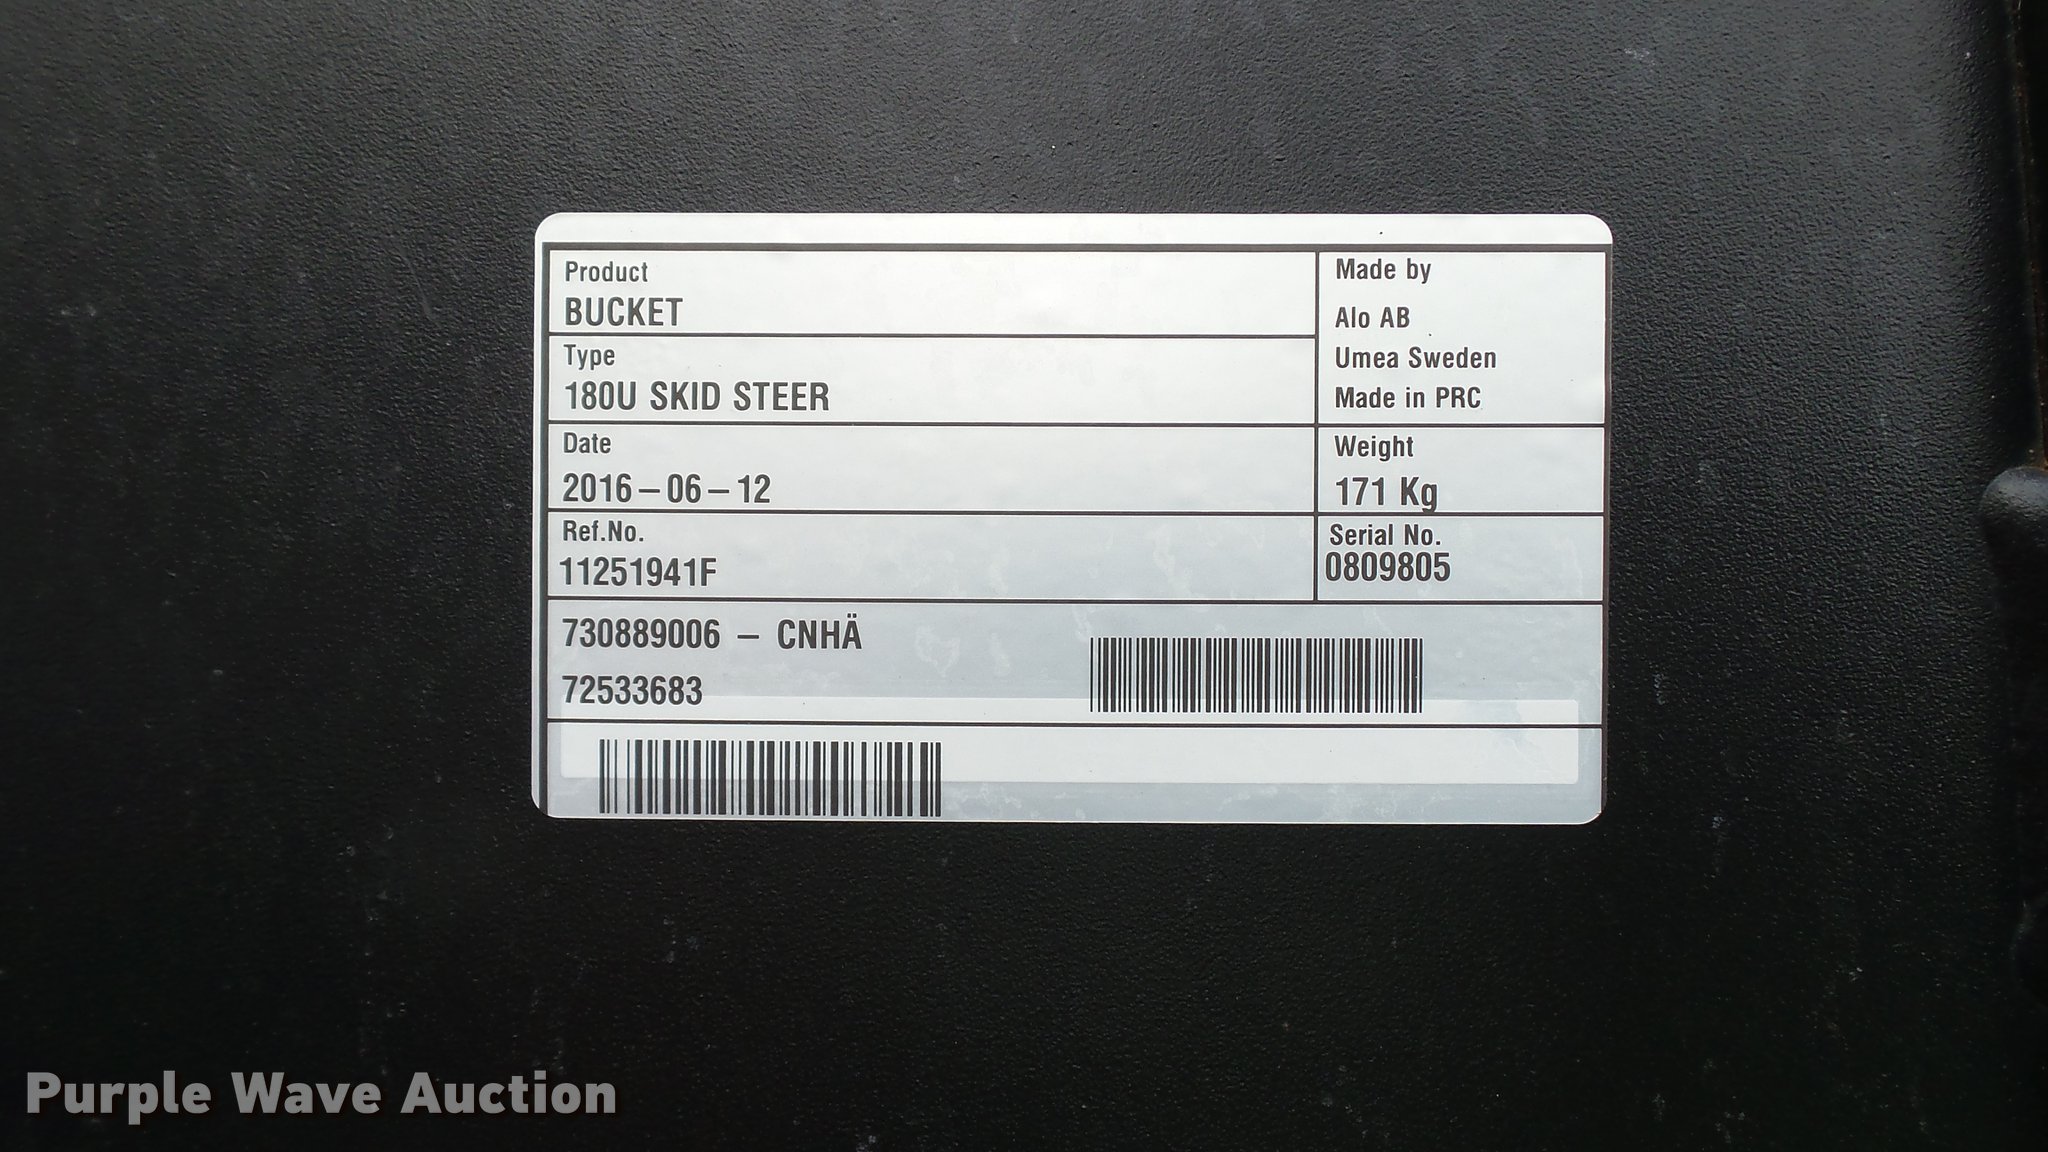 Product
BUCKET
Type
180U SKID STEER
Date
2016-06-12
Ref.No.
11251941F
Made by
Alo AB
Umea Sweden
Made in PRC
Weight
171 Kg
Serial No.
0809805
730889006 - CNHÄ
72533683
Purple Wave Auction